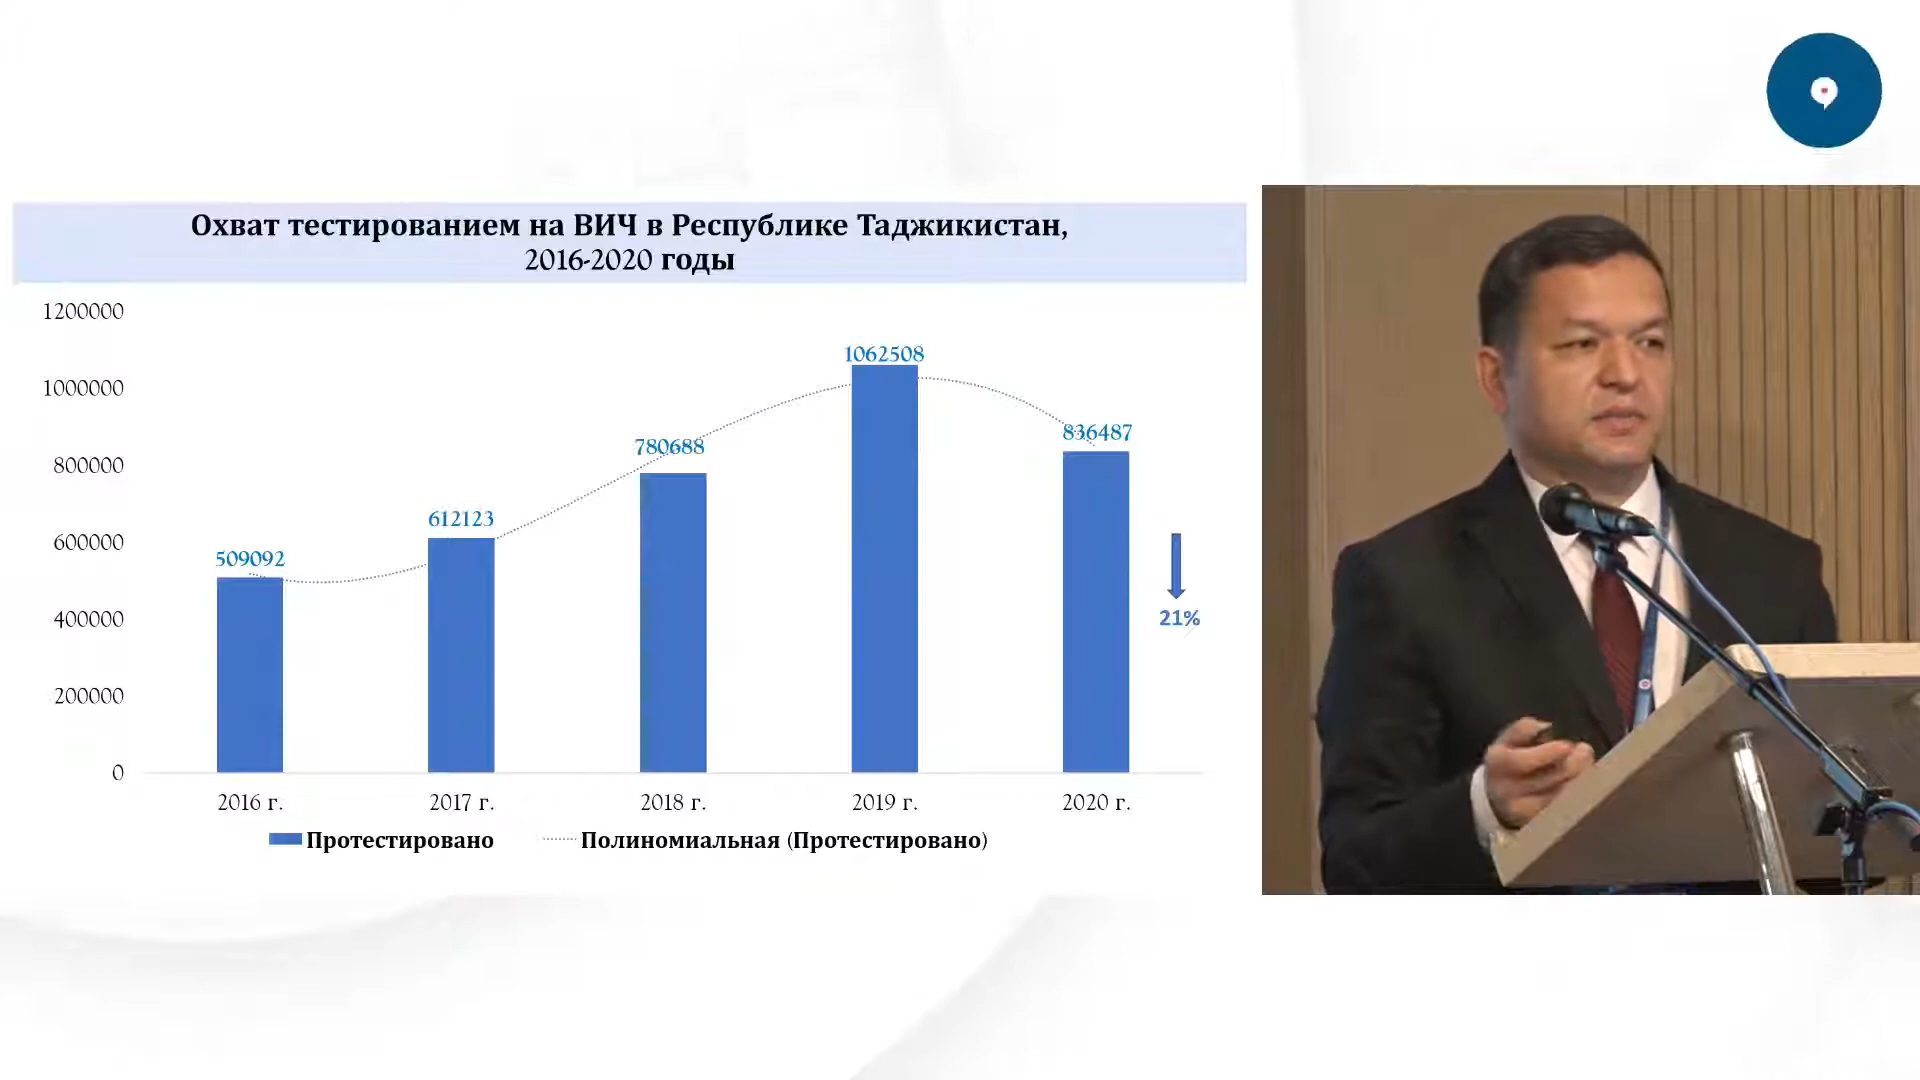 Охват тестированием на ВИЧ в Республике Таджикистан,
2016-2020 годы
1200000
1000000
800000
600000
400000
200000
0
509092
612123
780688
1062508
836487
21%
2016 г.
2017 г.
2018 г.
2019 г.
2020 г.
Протестировано
Полиномиальная (Протестировано)